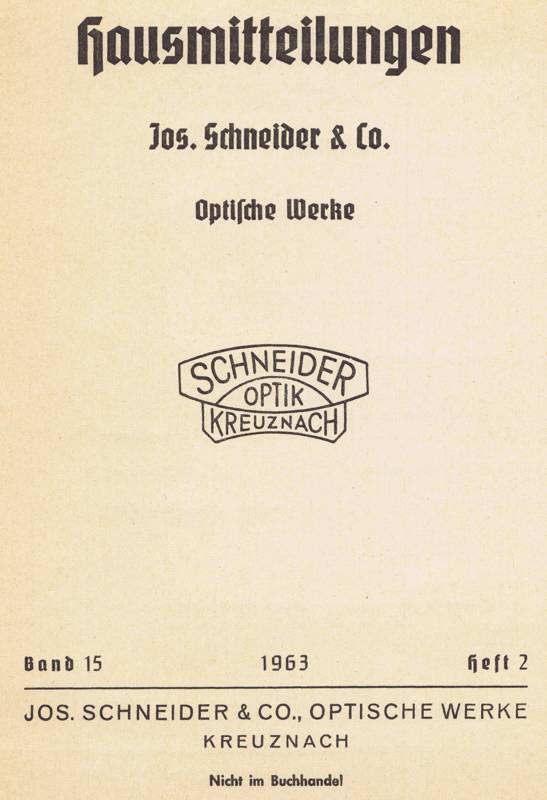 Hausmitteilungen
Jos. Schneider & Co.
Optiſche Werke
SCHNEIDER
OPTIK
KREUZNACH
Band 15 1963 Heft 2
JOS. SCHNEIDER & CO., OPTISCHE WERKE
KREUZNACH
Nicht im Buchhandel